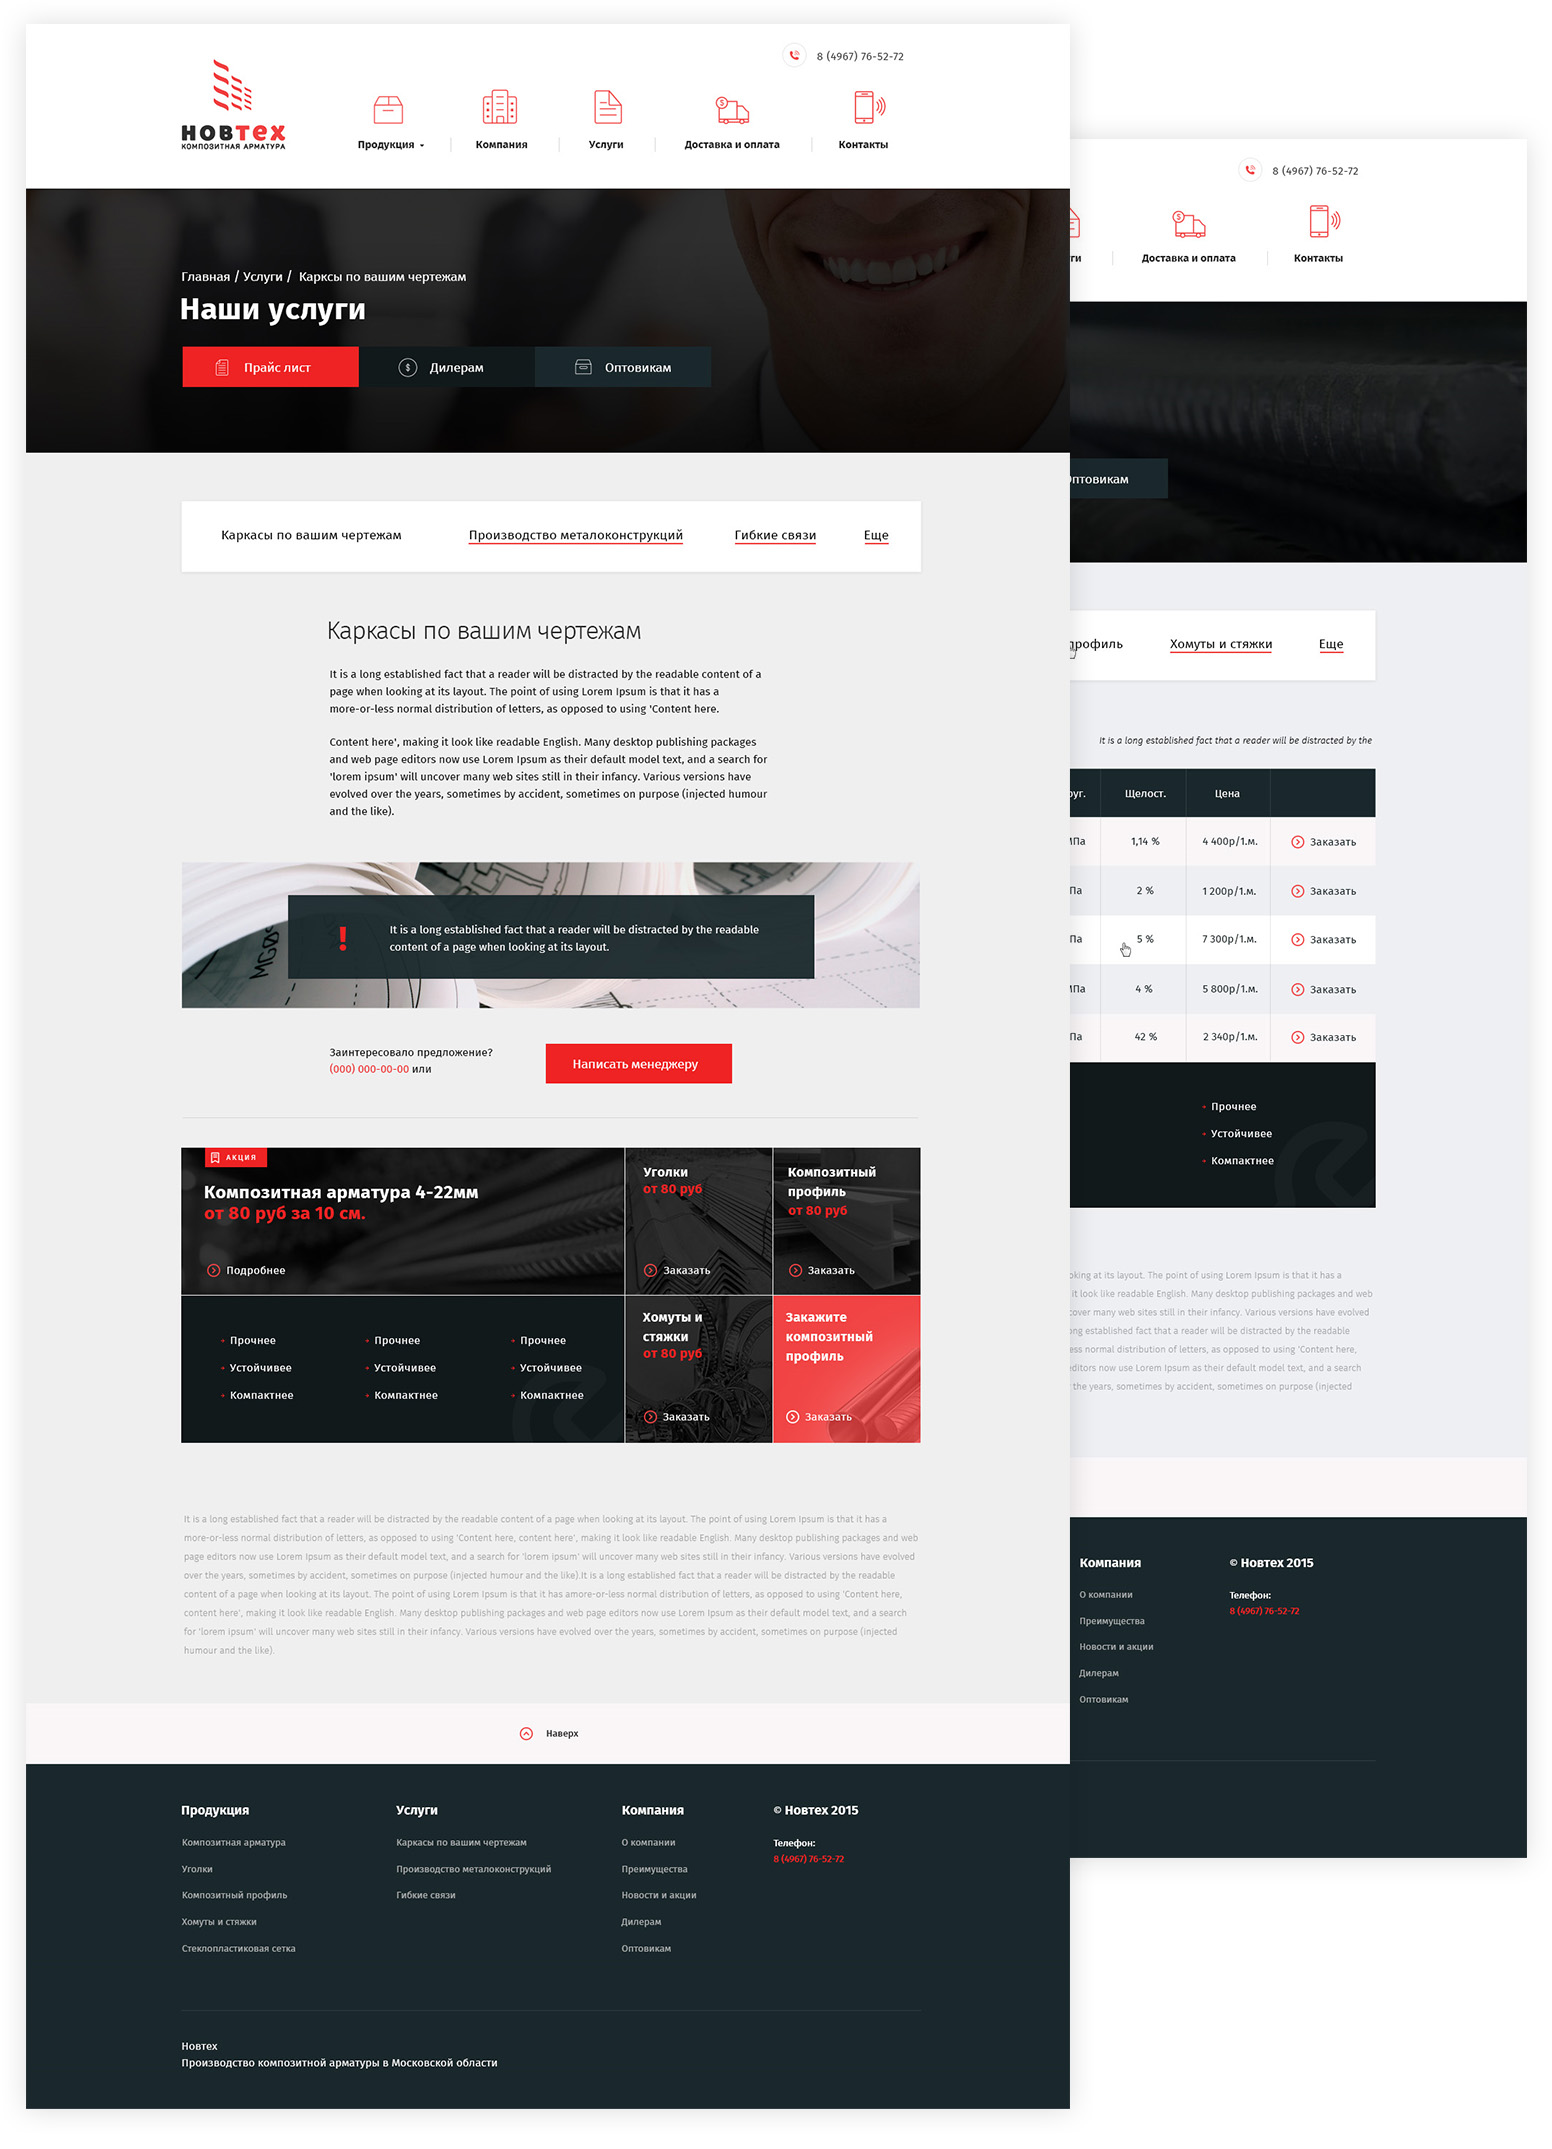 8 (4967) 76-52-72
НОВТЕХ
КОМПОЗИТНАЯ АРМАТУРА
Продукция
Компания
Услуги
Доставка и оплата
Контакты
Главная / Услуги / Карксы по вашим чертежам
Наши услуги
Прайс лист
Дилерам
Оптовикам
Каркасы по вашим чертежам
Производство металоконструкций
Гибкие связи
Еще
Каркасы по вашим чертежам
It is a long established fact that a reader will be distracted by the readable content of a
page when looking at its layout. The point of using Lorem Ipsum is that it has a
more-or-less normal distribution of letters, as opposed to using 'Content here.
Content here', making it look like readable English. Many desktop publishing packages
and web page editors now use Lorem Ipsum as their default model text, and a search for
'lorem ipsum' will uncover many web sites still in their infancy. Various versions have
evolved over the years, sometimes by accident, sometimes on purpose (injected humour
and the like).
MG09
!
It is a long established fact that a reader will be distracted by the readable
content of a page when looking at its layout.
Заинтересовало предложение?
(000) 000-00-00 или
Написать менеджеру
АКЦИЯ
Композитная арматура 4-22мм
от 80 руб за 10 см.
Подробнее
Уголки
от 80 руб
Заказать
Композитный
профиль
от 80 руб
Заказать
Прочнее
Устойчивее
Компактнее
Прочнее
Устойчивее
Компактнее
Прочнее
Устойчивее
Компактнее
Хомуты и
стяжки
от 80 руб
Заказать
Закажите
композитный
профиль
Заказать
It is a long established fact that a reader will be distracted by the readable content of a page when looking at its layout. The point of using Lorem Ipsum is that it has a
more-or-less normal distribution of letters, as opposed to using 'Content here, content here', making it look like readable English. Many desktop publishing packages and web
page editors now use Lorem Ipsum as their default model text, and a search for 'lorem ipsum' will uncover many web sites still in their infancy. Various versions have evolved
over the years, sometimes by accident, sometimes on purpose (injected humour and the like).It is a long established fact that a reader will be distracted by the readable
content of a page when looking at its layout. The point of using Lorem Ipsum is that it has amore-or-less normal distribution of letters, as opposed to using 'Content here,
content here', making it look like readable English. Many desktop publishing packages and web page editors now use Lorem Ipsum as their default model text, and a search
for 'lorem ipsum' will uncover many web sites still in their infancy. Various versions have evolved over the years, sometimes by accident, sometimes on purpose (injected
humour and the like).
Наверх
Продукция
Композитная арматура
Уголки
Композитный профиль
Хомуты и стяжки
Стеклопластиковая сетка
Услуги
Каркасы по вашим чертежам
Производство металоконструкций
Гибкие связи
Компания
О компании
Преимущества
Новости и акции
Дилерам
Оптовикам
© Новтех 2015
Телефон:
8 (4967) 76-52-72
Новтех
Производство композитной арматуры в Московской области
8 (4967) 76-52-72
ги
Доставка и оплата
Контакты
Оптовикам
профиль
Хомуты и стяжки
Еще
It is a long established fact that a reader will be distracted by the
руг. Щелост. Цена
МПа 1,14 % 4 400р/1.м. Заказать
Па 2 % 1 200р/1.м. Заказать
Па 5 % 7 300р/1.м. Заказать
МПа 4 % 5 800р/1.м. Заказать
Па 42 % 2 340р/1.м. Заказать
Прочнее
Устойчивее
Компактнее
king at its layout. The point of using Lorem Ipsum is that it has a
it look like readable English. Many desktop publishing packages and web
cover many web sites still in their infancy. Various versions have evolved
ong established fact that a reader will be distracted by the readable
ess normal distribution of letters, as opposed to using 'Content here,
editors now use Lorem Ipsum as their default model text, and a search
the years, sometimes by accident, sometimes on purpose (injected
Компания
О компании
Преимущества
Новости и акции
Дилерам
Оптовикам
© Новтех 2015
Телефон:
8 (4967) 76-52-72